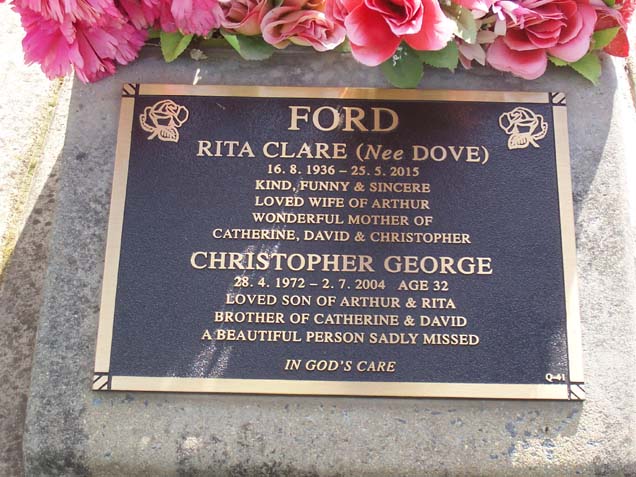 FORD
RITA CLARE (Nee DOVE)
16. 8. 1936 – 25. 5. 2015
KIND, FUNNY & SINCERE
LOVED WIFE OF ARTHUR
WONDERFUL MOTHER OF
CATHERINE, DAVID & CHRISTOPHER
CHRISTOPHER GEORGE
28. 4. 1972 – 2. 7. 2004 AGE 32
LOVED SON OF ARTHUR & RITA
BROTHER OF CATHERINE & DAVID
A BEAUTIFUL PERSON SADLY MISSED
IN GOD'S CARE
Q-41